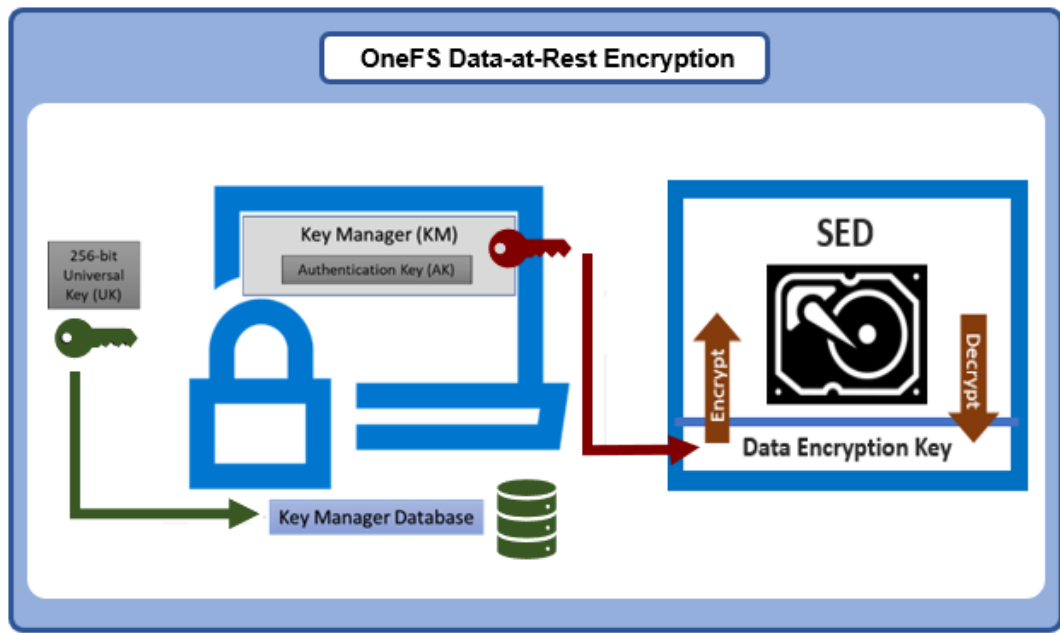 OneFS Data-at-Rest Encryption
256-bit
Universal
Key (UK)
Key Manager (KM)
Authentication Key (AK)
SED
Encrypt
Decrypt
Data Encryption Key
Key Manager Database